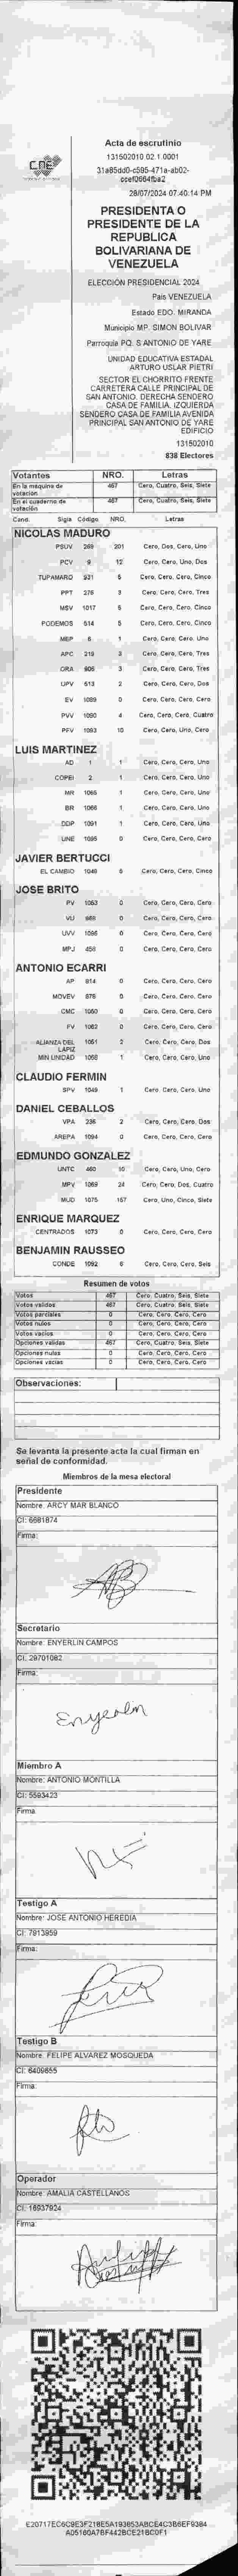 CNE
Acta de escrutinio
131502010 02.1.0001
28/07/2024 07:40:14 PM
PRESIDENTA O
PRESIDENTE DE LA
REPUBLICA
BOLIVARIANA DE
VENEZUELA
ELECCIÓN PRESIDENCIAL 2024
País VENEZUELA
Estado EDO. MIRANDA
Municipio MP. SIMON BOLIVAR
Parroquia PQ. S ANTONIO DE YARE
UNIDAD EDUCATIVA ESTADAL
ARTURO USLAR PIETRI
SECTOR EL CHORRITO FRENTE
CARRETERA CALLE PRINCIPAL DE
SAN ANTONIO. DERECHA SENDERO
CASA DE FAMILIA. IZQUIERDA
SENDERO CASA DE FAMILIA AVENIDA
PRINCIPAL SAN ANTONIO DE YARE
EDIFICIO
131502010
838 Electores
Votantes NRO. Letras
En la máquina de votación 467 Cero, Cuatro, Seis, Siete
En el cuaderno de votación 467 Cero, Cuatro, Seis, Siete
Cand. Sigla Código NRO. Letras
NICOLAS MADURO
PSUV 269 201 Cero, Dos, Cero, Uno
PCV 9 12 Cero, Cero, Uno, Dos
TUPAMARO 931 5 Cero, Cero, Cero, Cinco
PPT 376 3 Cero, Cero, Cero, Tres
MSV 1017 5 Cero, Cero, Cero, Cinco
PODEMOS 514 5 Cero, Cero, Cero, Cinco
MEP 6 1 Cero, Cero, Cero, Uno
APC 219 3 Cero, Cero, Cero, Tres
ORA 906 3 Cero, Cero, Cero, Tres
UPV 513 2 Cero, Cero, Cero, Dos
EV 1089 0 Cero, Cero, Cero, Cero
PVV 1090 4 Cero, Cero, Cero, Cuatro
PFV 1093 10 Cero, Cero, Uno, Cero
LUIS MARTINEZ
AD 1 1 Cero, Cero, Cero, Uno
COPEI 2 1 Cero, Cero, Cero, Uno
MR 1065 1 Cero, Cero, Cero, Uno
BR 1066 1 Cero, Cero, Cero, Uno
DDP 1091 1 Cero, Cero, Cero, Uno
UNE 1095 0 Cero, Cero, Cero, Cero
JAVIER BERTUCCI
EL CAMBIO 1046 5 Cero, Cero, Cero, Cinco
JOSE BRITO
PV 1053 0 Cero, Cero, Cero, Cero
VU 968 0 Cero, Cero, Cero, Cero
UVV 1096 0 Cero, Cero, Cero, Cero
MPJ 458 0 Cero, Cero, Cero, Cero
ANTONIO ECARRI
AP 814 0 Cero, Cero, Cero, Cero
MOVEV 878 0 Cero, Cero, Cero, Cero
CMC 1050 0 Cero, Cero, Cero, Cero
FV 1062 0 Cero, Cero, Cero, Cero
ALIANZA DEL LAPIZ 1051 2 Cero, Cero, Cero, Dos
MIN UNIDAD 1058 1 Cero, Cero, Cero, Uno
CLAUDIO FERMIN
SPV 1049 1 Cero, Cero, Cero, Uno
DANIEL CEBALLOS
VPA 236 2 Cero, Cero, Cero, Dos
AREPA 1094 0 Cero, Cero, Cero, Cero
EDMUNDO GONZALEZ
UNTC 460 10 Cero, Cero, Uno, Cero
MPV 1069 24 Cero, Cero, Dos, Cuatro
MUD 1075 157 Cero, Uno, Cinco, Siete
ENRIQUE MARQUEZ
CENTRADOS 1073 0 Cero, Cero, Cero, Cero
BENJAMIN RAUSSEO
CONDE 1092 6 Cero, Cero, Cero, Seis
Resumen de votos
Votos 467 Cero, Cuatro, Seis, Siete
Votos validos 467 Cero, Cuatro, Seis, Siete
Votos parciales 0 Cero, Cero, Cero, Cero
Votos nulos 0 Cero, Cero, Cero, Cero
Votos vacios 0 Cero, Cero, Cero, Cero
Opciones validas 467 Cero, Cuatro, Seis, Siete
Opciones nulas 0 Cero, Cero, Cero, Cero
Opciones vacias 0 Cero, Cero, Cero, Cero
Observaciones:
Se levanta la presente acta la cual firman en
señal de conformidad.
Miembros de la mesa electoral
Presidente
Nombre: ARCY MAR BLANCO
CI: 6681874
Firma:
Secretario
Nombre: ENYERLIN CAMPOS
CI: 29701082
Firma:
Enyerlin
Miembro A
Nombre: ANTONIO MONTILLA
CI: 5593423
Firma:
Testigo A
Nombre: JOSE ANTONIO HEREDIA
CI: 7913959
Firma:
Testigo B
Nombre: FELIPE ALVAREZ MOSQUEDA
CI: 6409655
Firma:
Operador
Nombre: AMALIA CASTELLANOS
CI: 16937924
Firma: